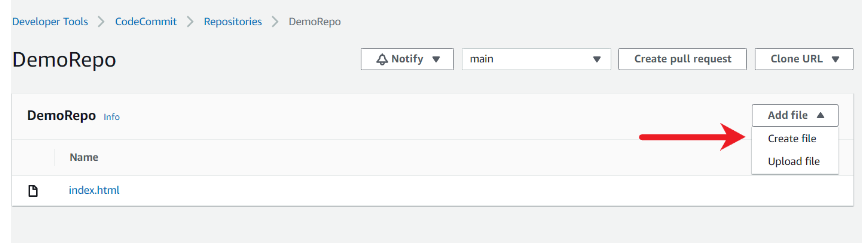 Developer Tools > CodeCommit > Repositories > DemoRepo
DemoRepo
Notify
main
Create pull request
Clone URL
DemoRepo Info
Add file
Create file
Upload file
Name
index.html